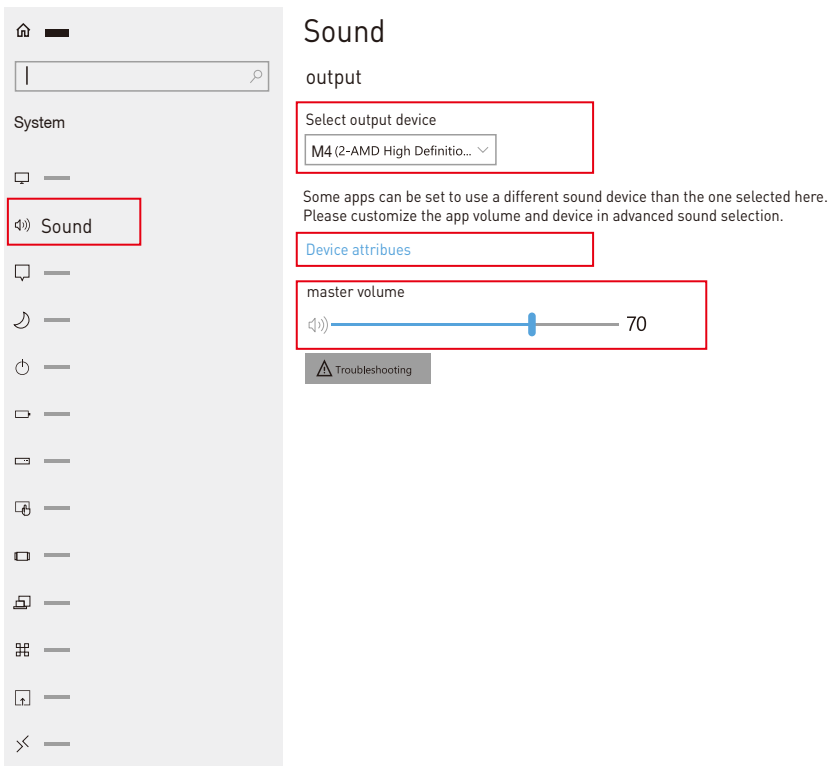 System
Sound
Sound
output
Select output device
M4 (2-AMD High Definitio...
Some apps can be set to use a different sound device than the one selected here.
Please customize the app volume and device in advanced sound selection.
Device attribues
master volume
70
Troubleshooting